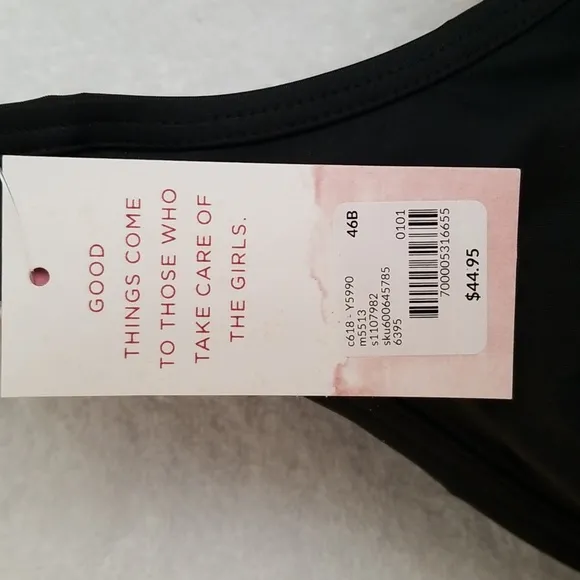 GOOD
THINGS COME
TO THOSE WHO
TAKE CARE OF
THE GIRLS.
46B
c618 - Y5990
m5513
s1107982
sku600645785
6395
0101
7000005316655
$44.95